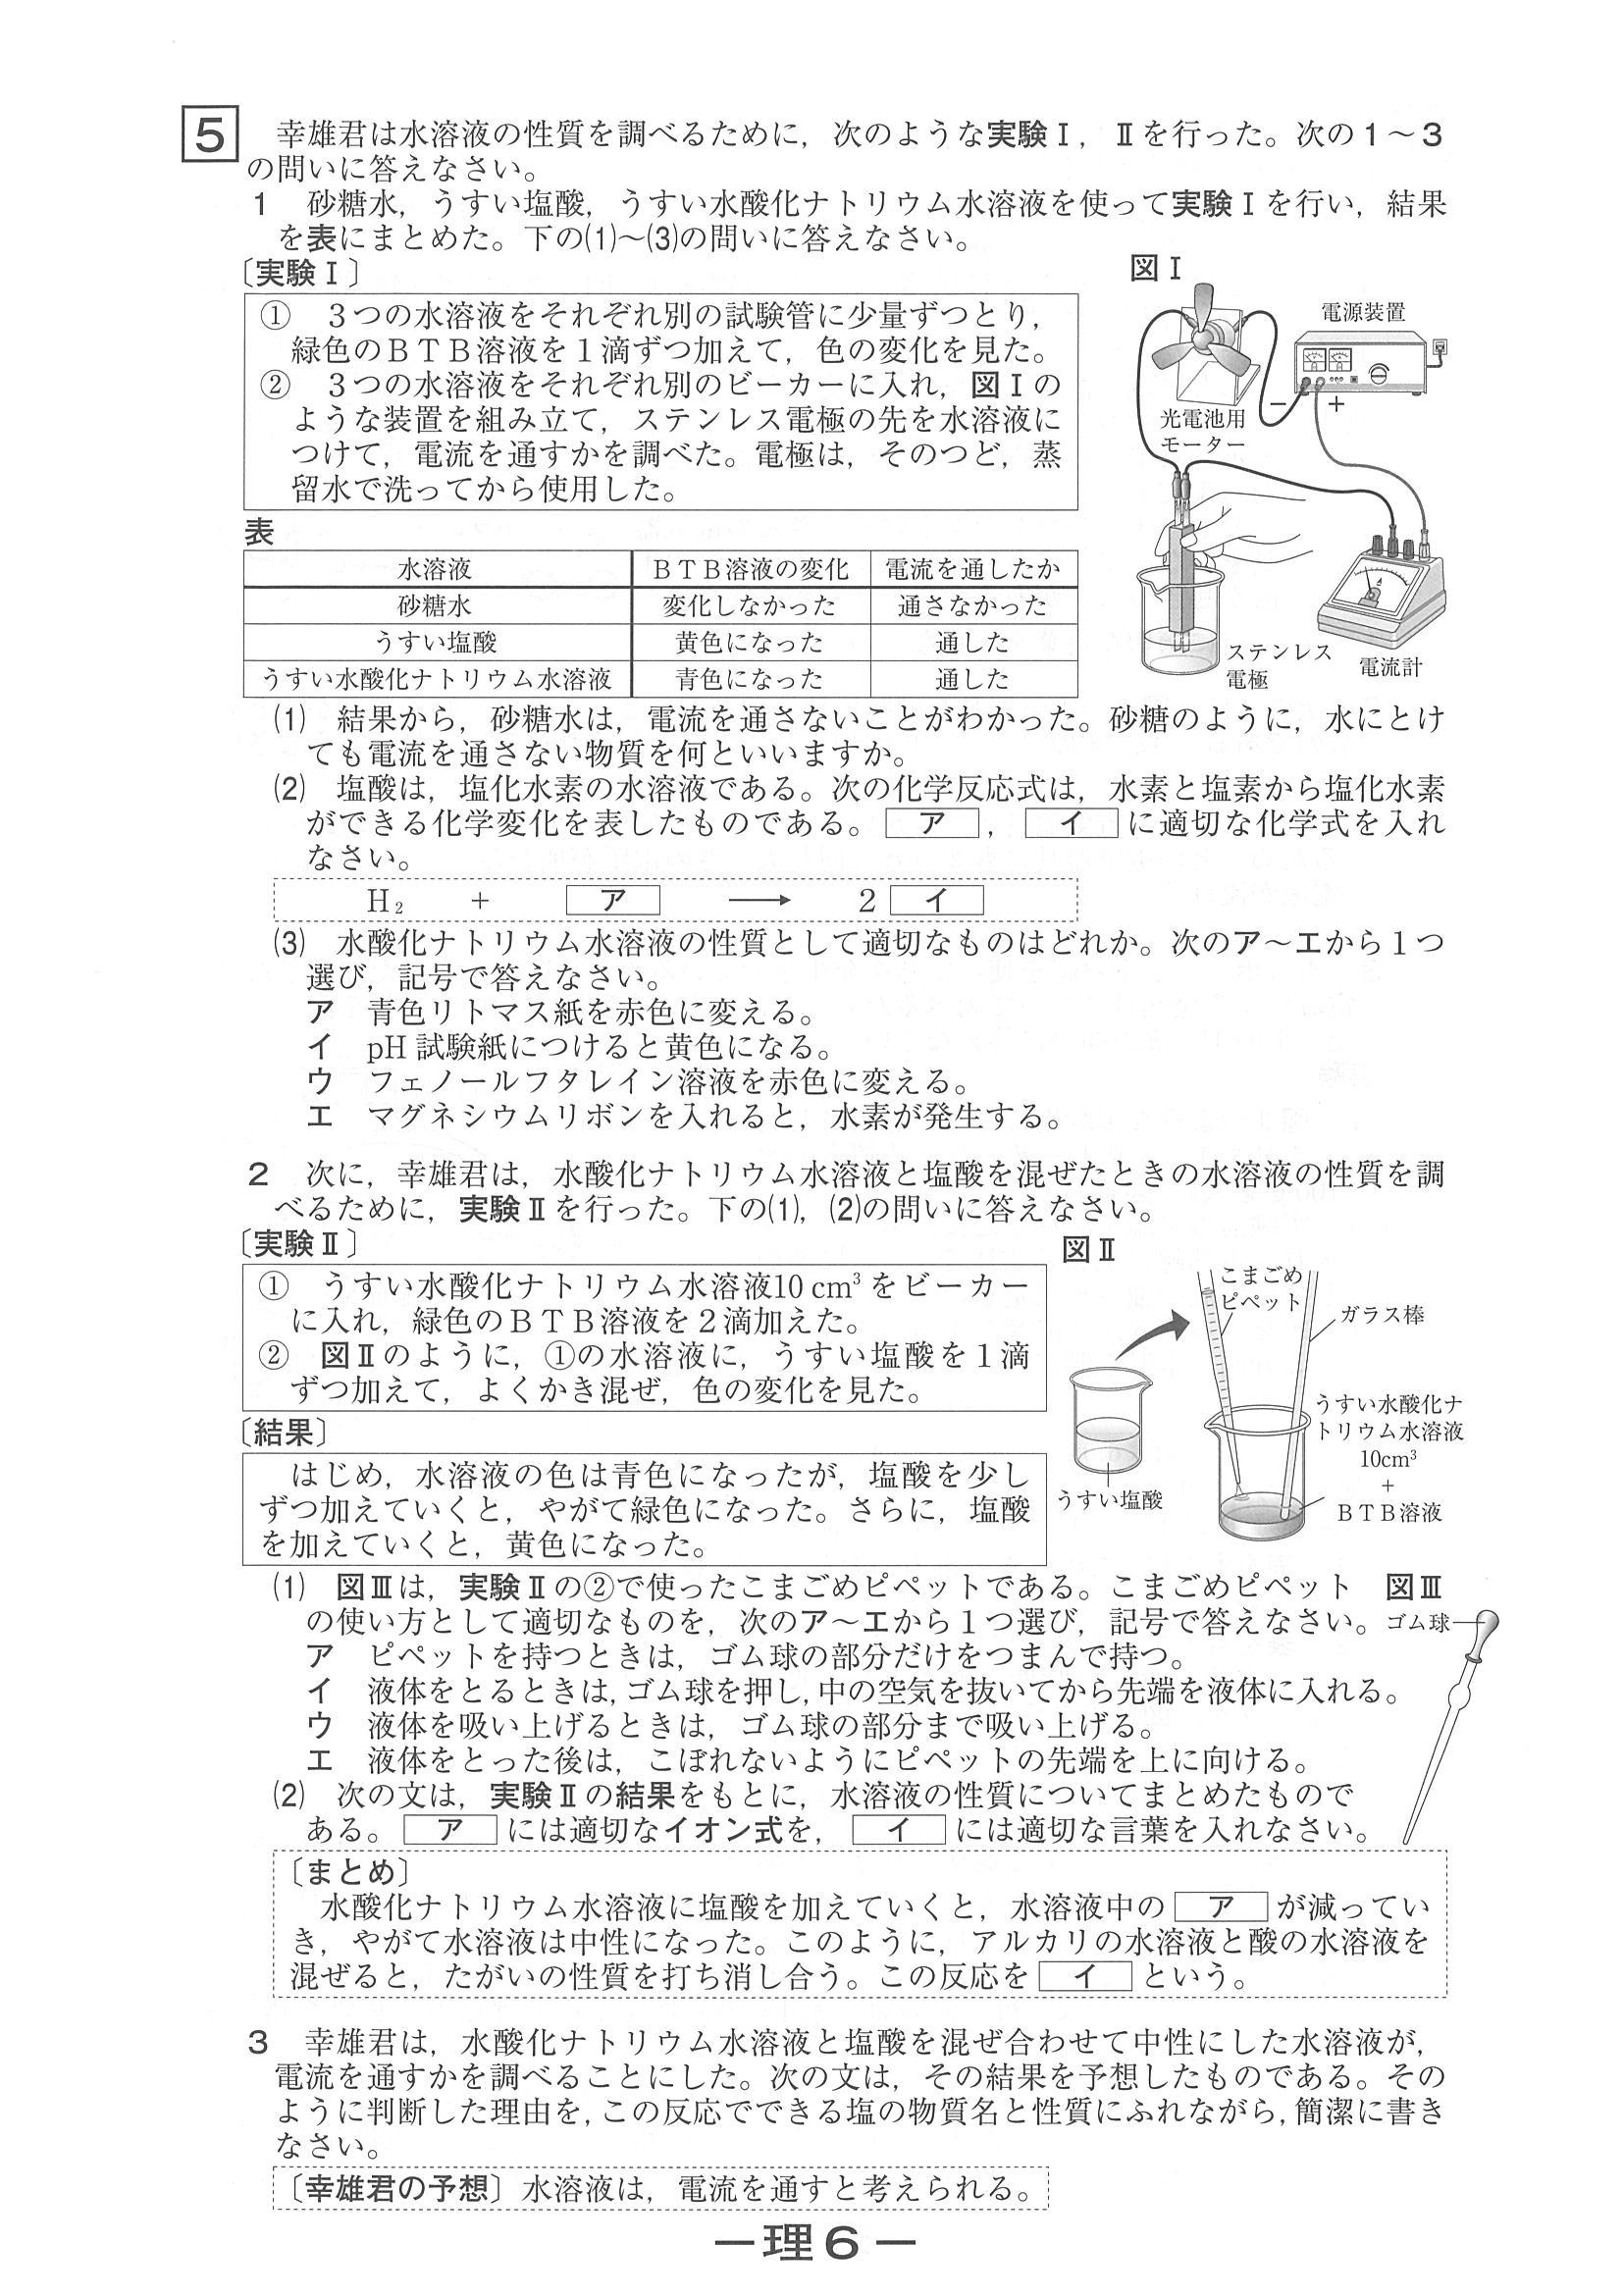 5 幸雄君は水溶液の性質を調べるために，次のような実験Ⅰ，Ⅱを行った。次の1～3
の問いに答えなさい。
1 砂糖水，うすい塩酸，うすい水酸化ナトリウム水溶液を使って実験Ⅰを行い，結果
を表にまとめた。下の(1)～(3)の問いに答えなさい。
〔実験Ⅰ〕
① 3つの水溶液をそれぞれ別の試験管に少量ずつとり，
緑色のＢＴＢ溶液を1滴ずつ加えて，色の変化を見た。
② 3つの水溶液をそれぞれ別のビーカーに入れ，図Ⅰの
ような装置を組み立て，ステンレス電極の先を水溶液に
つけて，電流を通すかを調べた。電極は，そのつど，蒸
留水で洗ってから使用した。
図Ⅰ
電源装置
－ ＋
光電池用
モーター
ステンレス
電極
電流計
表
水溶液 ＢＴＢ溶液の変化 電流を通したか
砂糖水 変化しなかった 通さなかった
うすい塩酸 黄色になった 通した
うすい水酸化ナトリウム水溶液 青色になった 通した
(1) 結果から，砂糖水は，電流を通さないことがわかった。砂糖のように，水にとけ
ても電流を通さない物質を何といいますか。
(2) 塩酸は，塩化水素の水溶液である。次の化学反応式は，水素と塩素から塩化水素
ができる化学変化を表したものである。ア，イに適切な化学式を入れ
なさい。
H₂ ＋ ア ⟶ 2 イ
(3) 水酸化ナトリウム水溶液の性質として適切なものはどれか。次のア～エから1つ
選び，記号で答えなさい。
ア 青色リトマス紙を赤色に変える。
イ pH試験紙につけると黄色になる。
ウ フェノールフタレイン溶液を赤色に変える。
エ マグネシウムリボンを入れると，水素が発生する。
2 次に，幸雄君は，水酸化ナトリウム水溶液と塩酸を混ぜたときの水溶液の性質を調
べるために，実験Ⅱを行った。下の(1)，(2)の問いに答えなさい。
〔実験Ⅱ〕
① うすい水酸化ナトリウム水溶液10 cm³をビーカー
に入れ，緑色のＢＴＢ溶液を2滴加えた。
② 図Ⅱのように，①の水溶液に，うすい塩酸を1滴
ずつ加えて，よくかき混ぜ，色の変化を見た。
〔結果〕
はじめ，水溶液の色は青色になったが，塩酸を少し
ずつ加えていくと，やがて緑色になった。さらに，塩酸
を加えていくと，黄色になった。
図Ⅱ
こまごめ
ピペット
ガラス棒
うすい水酸化ナ
トリウム水溶液
10cm³
＋
ＢＴＢ溶液
うすい塩酸
(1) 図Ⅲは，実験Ⅱの②で使ったこまごめピペットである。こまごめピペット
の使い方として適切なものを，次のア～エから1つ選び，記号で答えなさい。
ア ピペットを持つときは，ゴム球の部分だけをつまんで持つ。
イ 液体をとるときは，ゴム球を押し，中の空気を抜いてから先端を液体に入れる。
ウ 液体を吸い上げるときは，ゴム球の部分まで吸い上げる。
エ 液体をとった後は，こぼれないようにピペットの先端を上に向ける。
図Ⅲ
ゴム球
(2) 次の文は，実験Ⅱの結果をもとに，水溶液の性質についてまとめたもので
ある。アには適切なイオン式を，イには適切な言葉を入れなさい。
〔まとめ〕
水酸化ナトリウム水溶液に塩酸を加えていくと，水溶液中のアが減ってい
き，やがて水溶液は中性になった。このように，アルカリの水溶液と酸の水溶液を
混ぜると，たがいの性質を打ち消し合う。この反応をイという。
3 幸雄君は，水酸化ナトリウム水溶液と塩酸を混ぜ合わせて中性にした水溶液が，
電流を通すかを調べることにした。次の文は，その結果を予想したものである。その
ように判断した理由を，この反応でできる塩の物質名と性質にふれながら，簡潔に書き
なさい。
〔幸雄君の予想〕水溶液は，電流を通すと考えられる。
－理6－